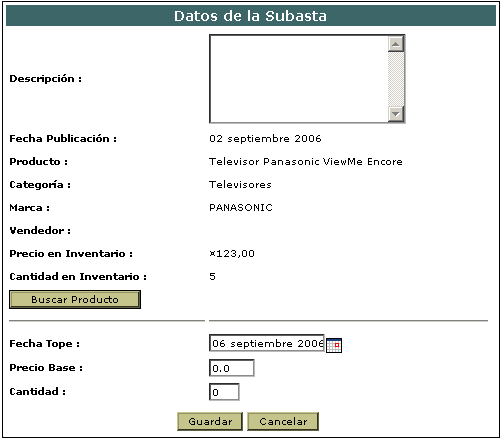 Datos de la Subasta
Descripción :
Fecha Publicación : 02 septiembre 2006
Producto : Televisor Panasonic ViewMe Encore
Categoría : Televisores
Marca : PANASONIC
Vendedor :
Precio en Inventario : ¤123,00
Cantidad en Inventario : 5
Buscar Producto
Fecha Tope : 06 septiembre 2006
Precio Base : 0.0
Cantidad : 0
Guardar Cancelar